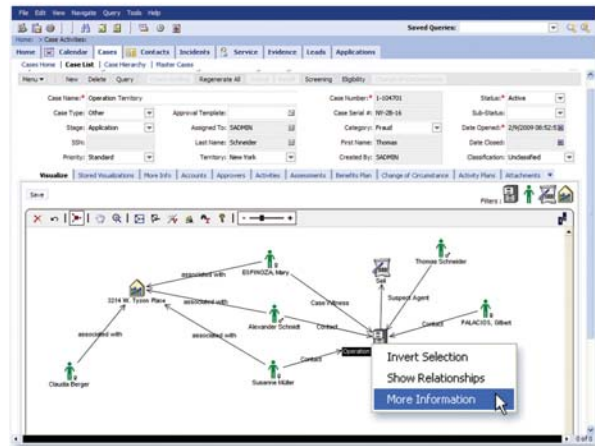 File Edit View Navigate Query Tools Help
Saved Queries:
Home > Case Activities:
Home Calendar Cases Contacts Incidents Service Evidence Leads Applications
Cases Home Case List Case Hierarchy Master Cases
Menu New Delete Query Regenerate All Screening Eligibility
Case Name:* Operation Territory Case Number:* 1-104701 Status:* Active
Case Type: Other Approval Template: Case Serial #: NY-2B-16 Sub-Status:
Stage: Application Assigned To: SADMIN Category: Fraud Date Opened:* 2/9/2009 08:52:5
SSN: Last Name: Schneider First Name: Thomas Date Closed:
Priority: Standard Territory: New York Created By: SADMIN Classification: Unclassified
Visualize Stored Visualizations More Info Accounts Approvers Activities Assessments Benefits Plan Change of Circumstance Activity Plans Attachments
Save
Filters :
Thomas Schneider
ESPINOZA, Mary
Sell
associated with
3214 W. Tyson Place
Case Witness
Suspect Agent
associated with
Alexander Schmidt
Contact
Contact
PALACIOS, Gilbert
associated with
associated with
Contact
Operation
Claudia Berger
Susanne Müller
Invert Selection
Show Relationships
More Information
0 of 0